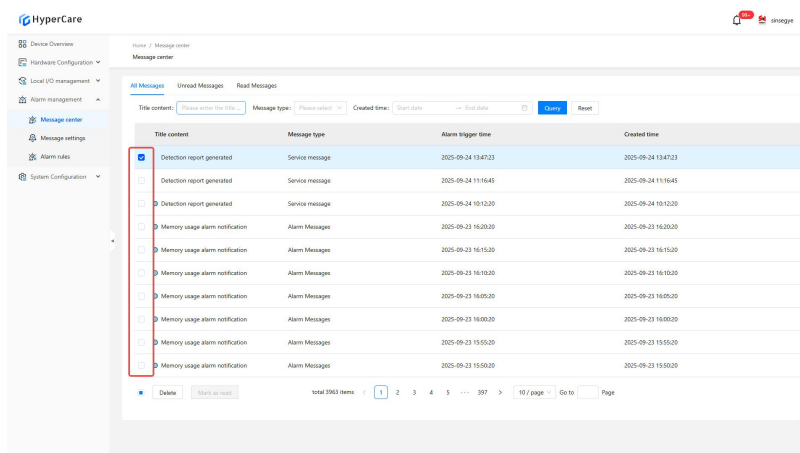 HyperCare
99+
sinsegye
Device Overview
Hardware Configuration
Local I/O management
Alarm management
Message center
Message settings
Alarm rules
System Configuration
Home / Message center
Message center
All Messages Unread Messages Read Messages
Title content: Please enter the title ... Message type: Please select Created time: Start date → End date Query Reset
Title content Message type Alarm trigger time Created time
Detection report generated Service message 2025-09-24 13:47:23 2025-09-24 13:47:23
Detection report generated Service message 2025-09-24 11:16:45 2025-09-24 11:16:45
Detection report generated Service message 2025-09-24 10:12:20 2025-09-24 10:12:20
Memory usage alarm notification Alarm Messages 2025-09-23 16:20:20 2025-09-23 16:20:20
Memory usage alarm notification Alarm Messages 2025-09-23 16:15:20 2025-09-23 16:15:20
Memory usage alarm notification Alarm Messages 2025-09-23 16:10:20 2025-09-23 16:10:20
Memory usage alarm notification Alarm Messages 2025-09-23 16:05:20 2025-09-23 16:05:20
Memory usage alarm notification Alarm Messages 2025-09-23 16:00:20 2025-09-23 16:00:20
Memory usage alarm notification Alarm Messages 2025-09-23 15:55:20 2025-09-23 15:55:20
Memory usage alarm notification Alarm Messages 2025-09-23 15:50:20 2025-09-23 15:50:20
Delete Mark as read total 3963 items < 1 2 3 4 5 ··· 397 > 10 / page Go to Page